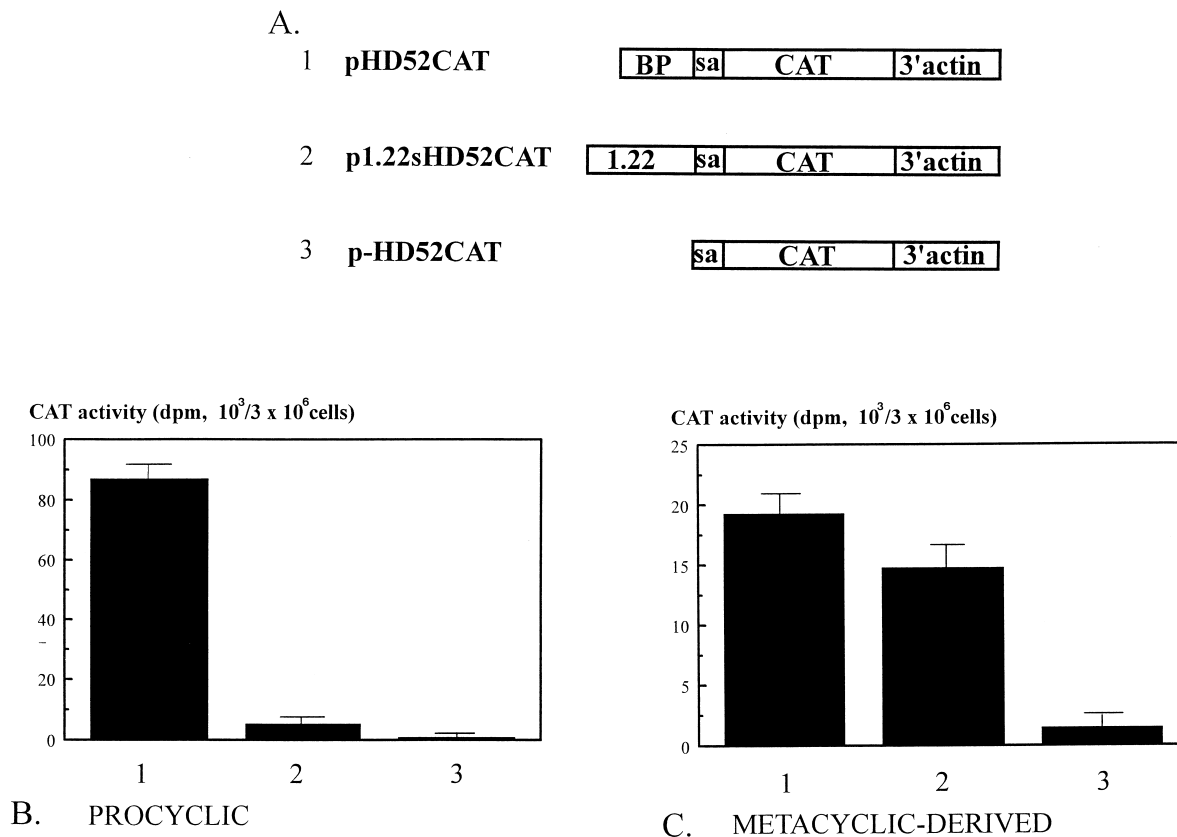 A.
1 pHD52CAT BP sa CAT 3'actin
2 p1.22sHD52CAT 1.22 sa CAT 3'actin
3 p-HD52CAT sa CAT 3'actin
CAT activity (dpm, 10³/3 x 10⁶cells)
100
80
60
40
20
0
1 2 3
B. PROCYCLIC
CAT activity (dpm, 10³/3 x 10⁶cells)
25
20
15
10
5
0
1 2 3
C. METACYCLIC-DERIVED